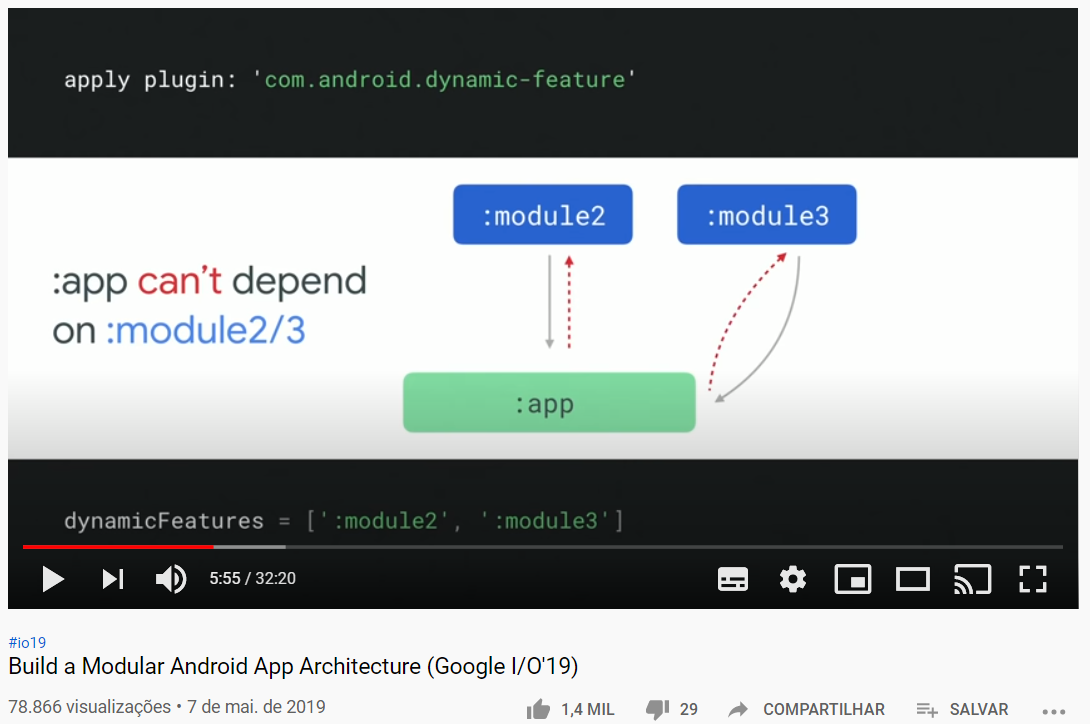 apply plugin: 'com.android.dynamic-feature'
:module2 :module3
:app can't depend
on :module2/3
:app
dynamicFeatures = [':module2', ':module3']
5:55 / 32:20
#io19
Build a Modular Android App Architecture (Google I/O'19)
78.866 visualizações • 7 de mai. de 2019 1,4 MIL 29 COMPARTILHAR SALVAR